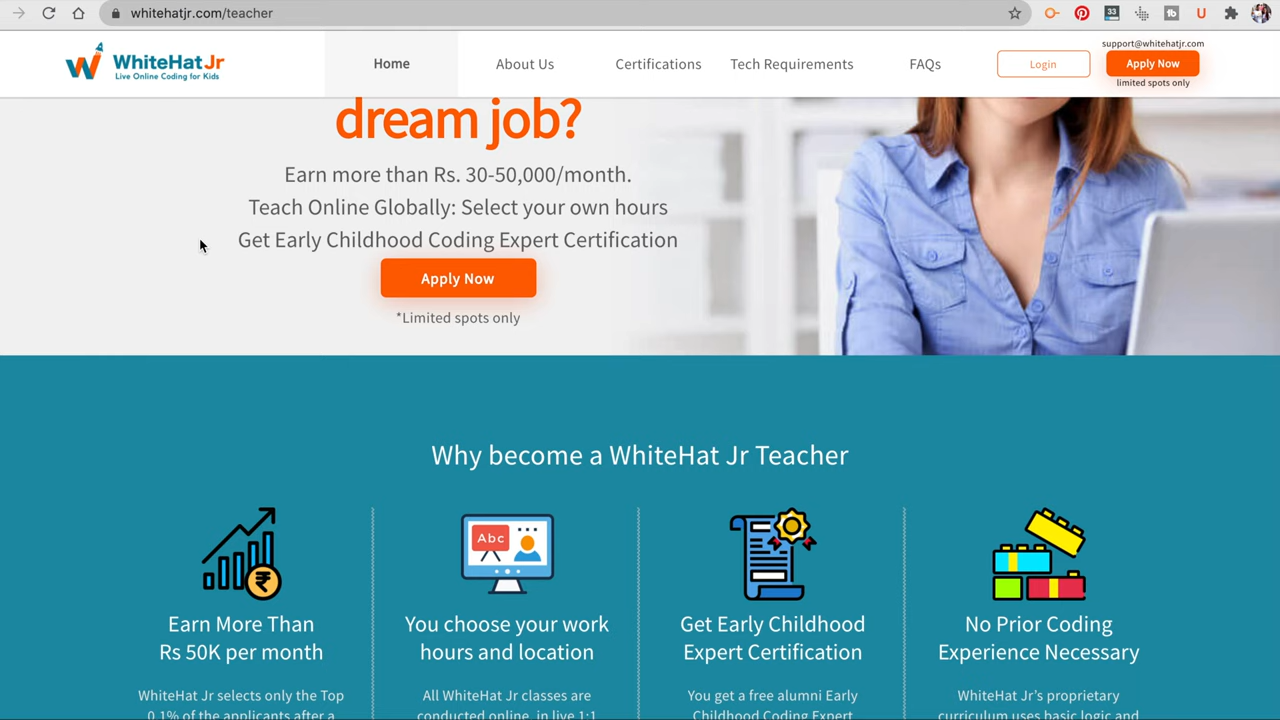 whitehatjr.com/teacher
33
tb
U
WhiteHat Jr
Live Online Coding for Kids
Home
About Us
Certifications
Tech Requirements
FAQs
Login
support@whitehatjr.com
Apply Now
limited spots only
dream job?
Earn more than Rs. 30-50,000/month.
Teach Online Globally: Select your own hours
Get Early Childhood Coding Expert Certification
Apply Now
*Limited spots only
Why become a WhiteHat Jr Teacher
Abc
₹
Earn More Than
Rs 50K per month
WhiteHat Jr selects only the Top
0.1% of the applicants after a
You choose your work
hours and location
All WhiteHat Jr classes are
conducted online, in live 1:1
Get Early Childhood
Expert Certification
You get a free alumni Early
Childhood Coding Expert
No Prior Coding
Experience Necessary
WhiteHat Jr's proprietary
curriculum uses basic logic and